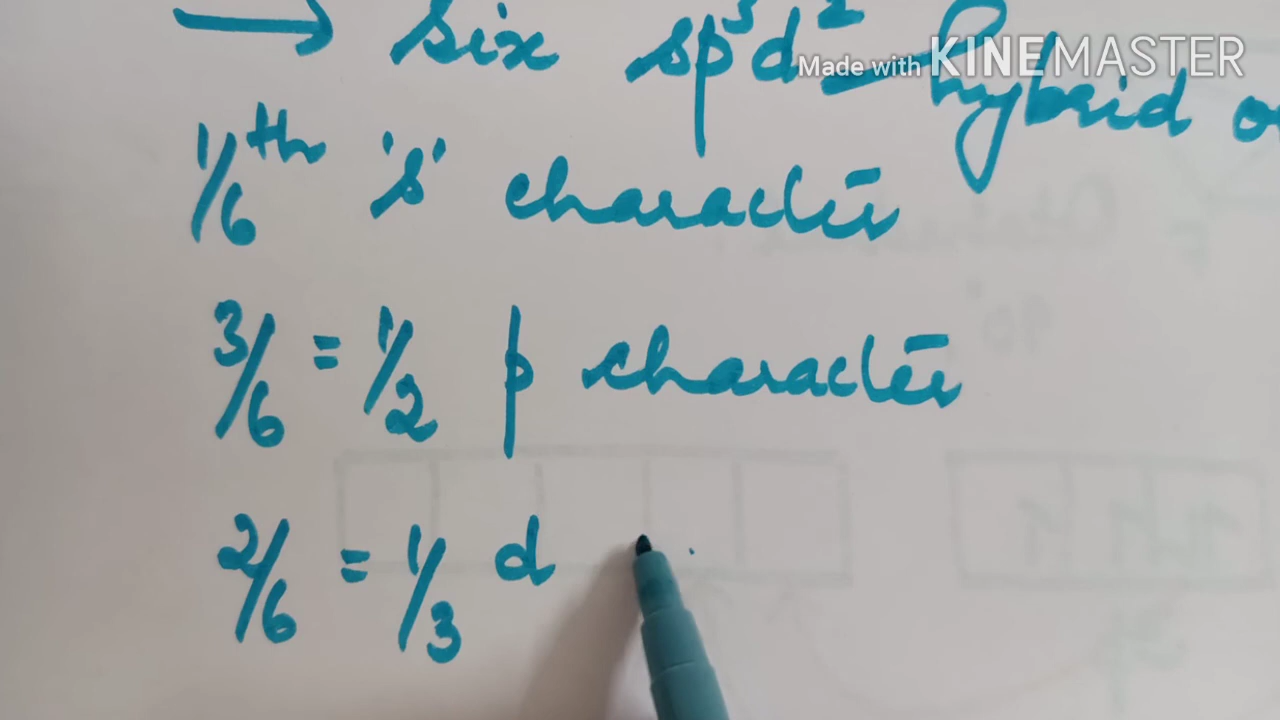 → six sp³d² hybrid
Made with KINEMASTER
1/6th 's' character
3/6 = 1/2 p character
2/6 = 1/3 d